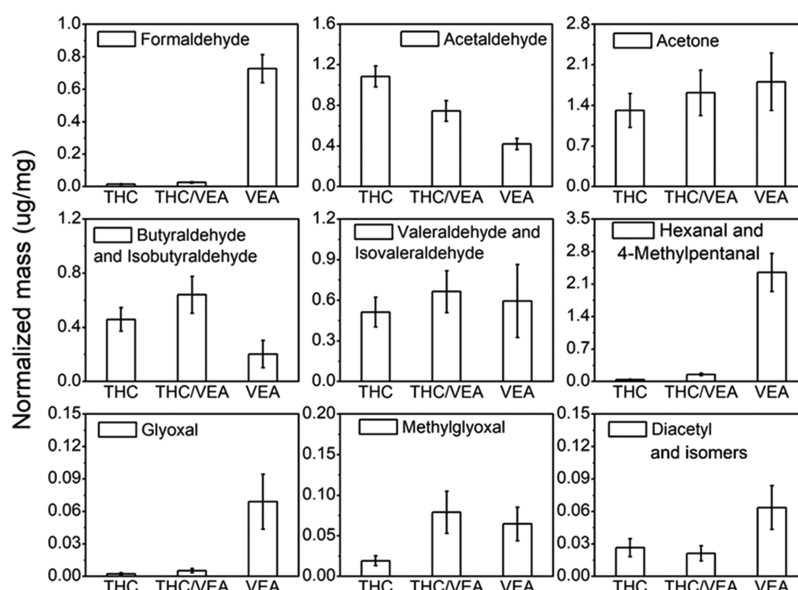 Normalized mass (ug/mg)
1.0
0.8
0.6
0.4
0.2
0.0
Formaldehyde
THC THC/VEA VEA
1.6
1.2
0.8
0.4
0.0
Acetaldehyde
THC THC/VEA VEA
2.8
2.1
1.4
0.7
0.0
Acetone
THC THC/VEA VEA
1.2
0.8
0.4
0.0
Butyraldehyde
and Isobutyraldehyde
THC THC/VEA VEA
1.2
0.9
0.6
0.3
0.0
Valeraldehyde and
Isovaleraldehyde
THC THC/VEA VEA
3.5
2.8
2.1
1.4
0.7
0.0
Hexanal and
4-Methylpentanal
THC THC/VEA VEA
0.15
0.12
0.09
0.06
0.03
0.00
Glyoxal
THC THC/VEA VEA
0.20
0.15
0.10
0.05
0.00
Methylglyoxal
THC THC/VEA VEA
0.15
0.12
0.09
0.06
0.03
0.00
Diacetyl
and isomers
THC THC/VEA VEA